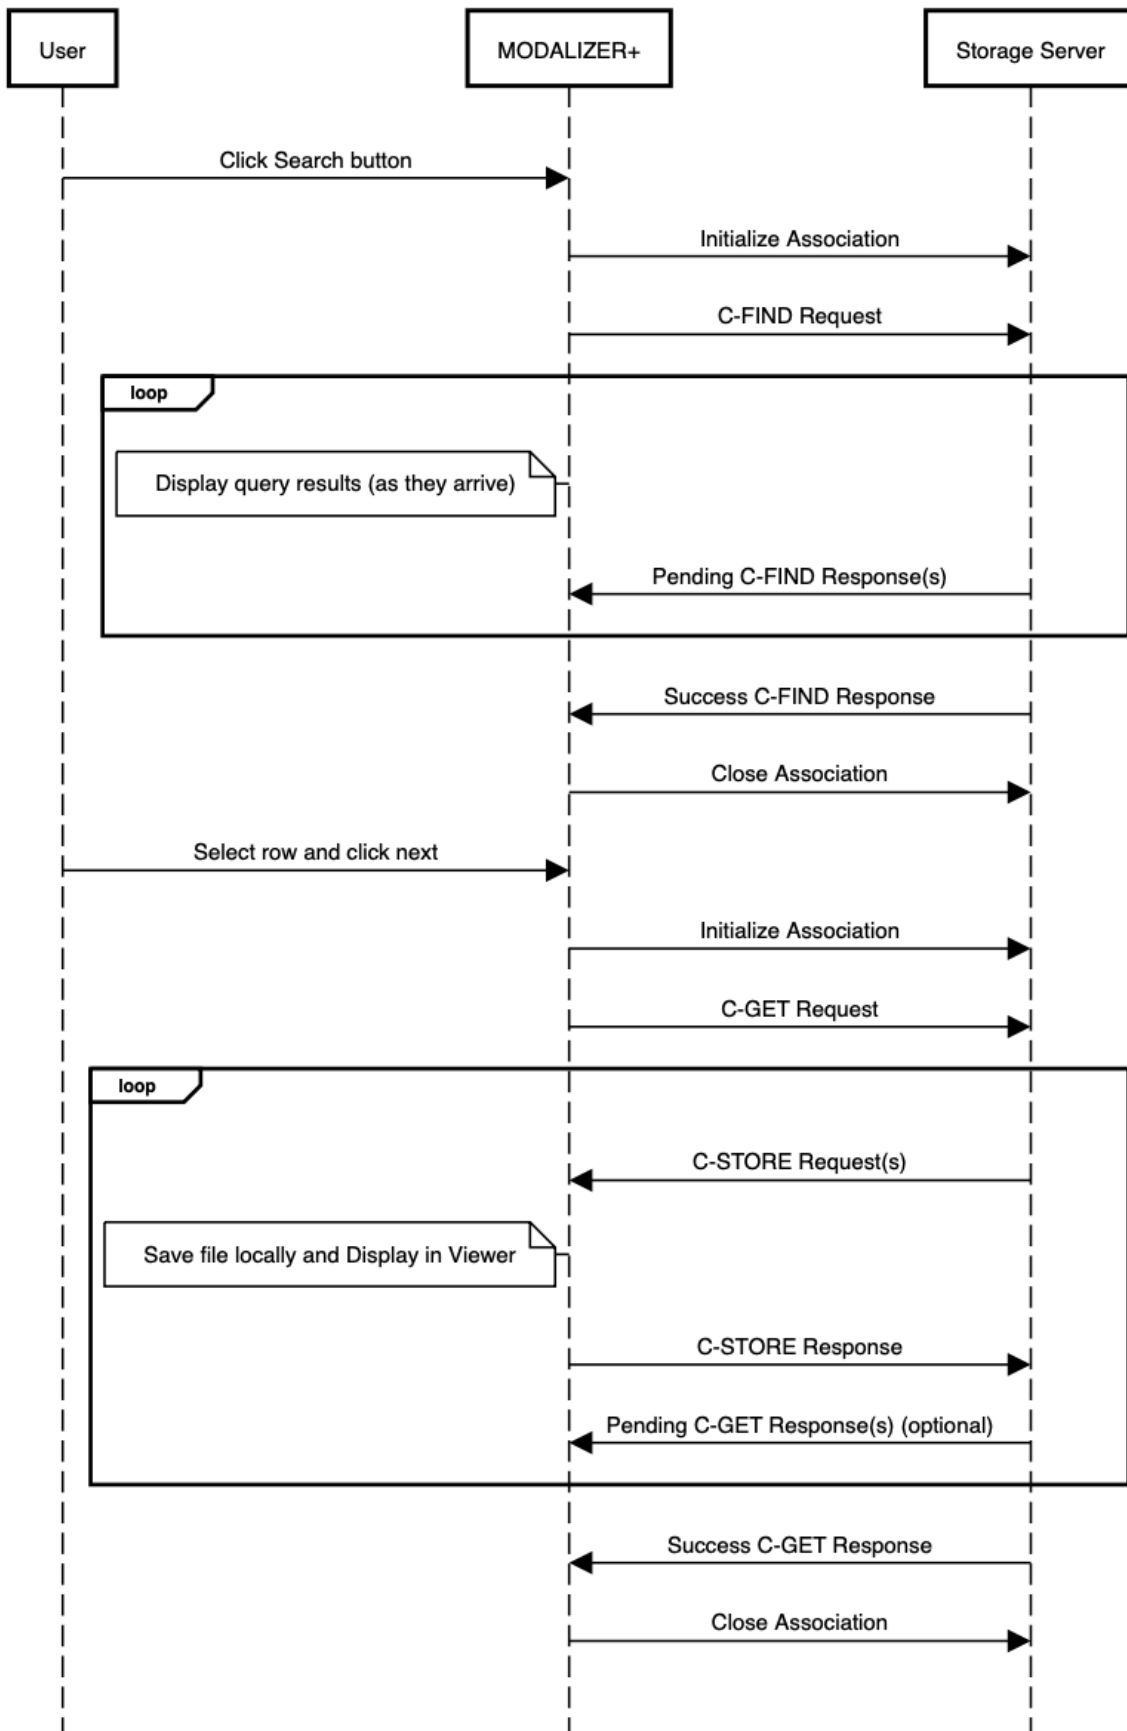 User
MODALIZER+
Storage Server
Click Search button
Initialize Association
C-FIND Request
loop
Display query results (as they arrive)
Pending C-FIND Response(s)
Success C-FIND Response
Close Association
Select row and click next
Initialize Association
C-GET Request
loop
C-STORE Request(s)
Save file locally and Display in Viewer
C-STORE Response
Pending C-GET Response(s) (optional)
Success C-GET Response
Close Association